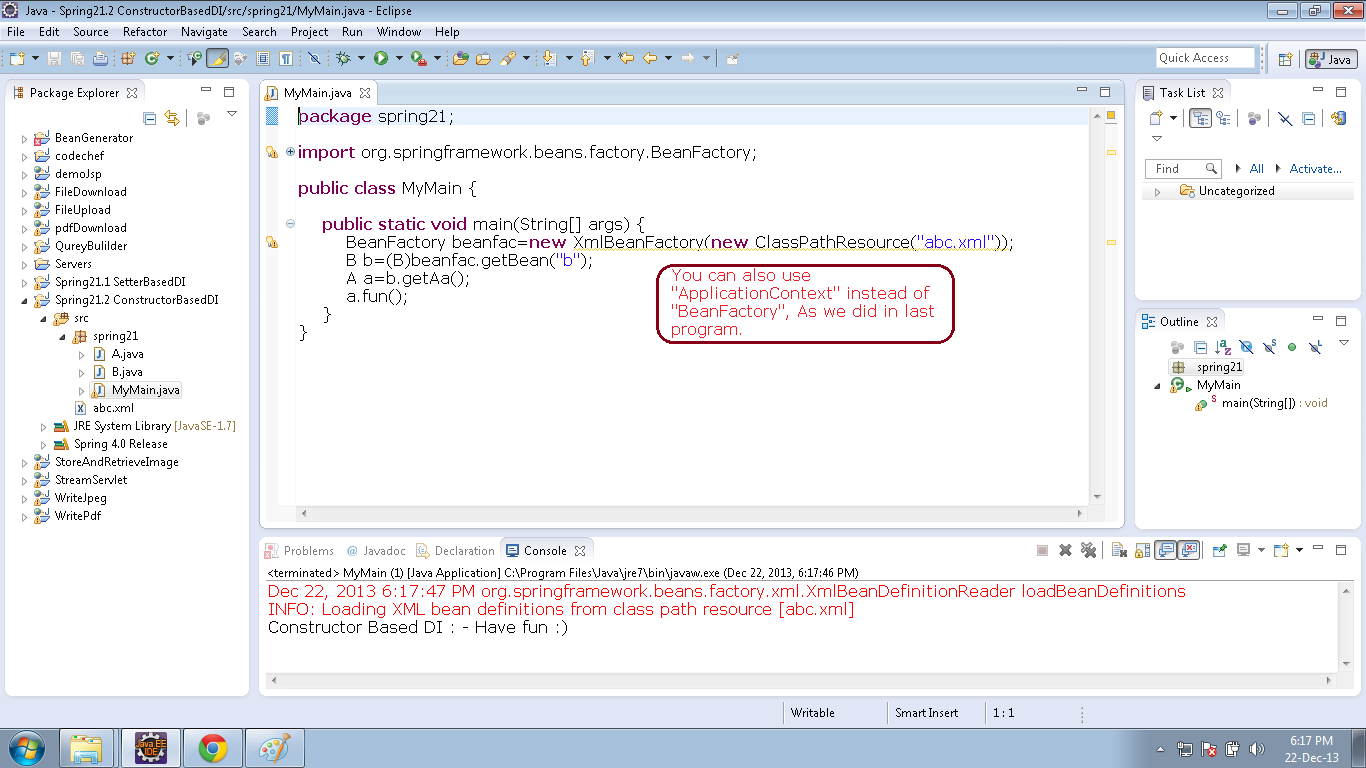 Java - Spring21.2 ConstructorBasedDI/src/spring21/MyMain.java - Eclipse
File Edit Source Refactor Navigate Search Project Run Window Help
Quick Access
Java
Package Explorer
BeanGenerator
codechef
demoJsp
FileDownload
FileUpload
pdfDownload
QureyBulilder
Servers
Spring21.1 SetterBasedDI
Spring21.2 ConstructorBasedDI
src
spring21
A.java
B.java
MyMain.java
abc.xml
JRE System Library [JavaSE-1.7]
Spring 4.0 Release
StoreAndRetrieveImage
StreamServlet
WriteJpeg
WritePdf
MyMain.java
package spring21;
import org.springframework.beans.factory.BeanFactory;
public class MyMain {
public static void main(String[] args) {
BeanFactory beanfac=new XmlBeanFactory(new ClassPathResource("abc.xml"));
B b=(B)beanfac.getBean("b");
A a=b.getAa();
a.fun();
}
}
You can also use
"ApplicationContext" instead of
"BeanFactory", As we did in last
program.
Task List
Find All Activate...
Uncategorized
Outline
spring21
MyMain
main(String[]) : void
Problems @ Javadoc Declaration Console
<terminated> MyMain (1) [Java Application] C:\Program Files\Java\jre7\bin\javaw.exe (Dec 22, 2013, 6:17:46 PM)
Dec 22, 2013 6:17:47 PM org.springframework.beans.factory.xml.XmlBeanDefinitionReader loadBeanDefinitions
INFO: Loading XML bean definitions from class path resource [abc.xml]
Constructor Based DI : - Have fun :)
Writable Smart Insert 1 : 1
Java EE
IDE
6:17 PM
22-Dec-13